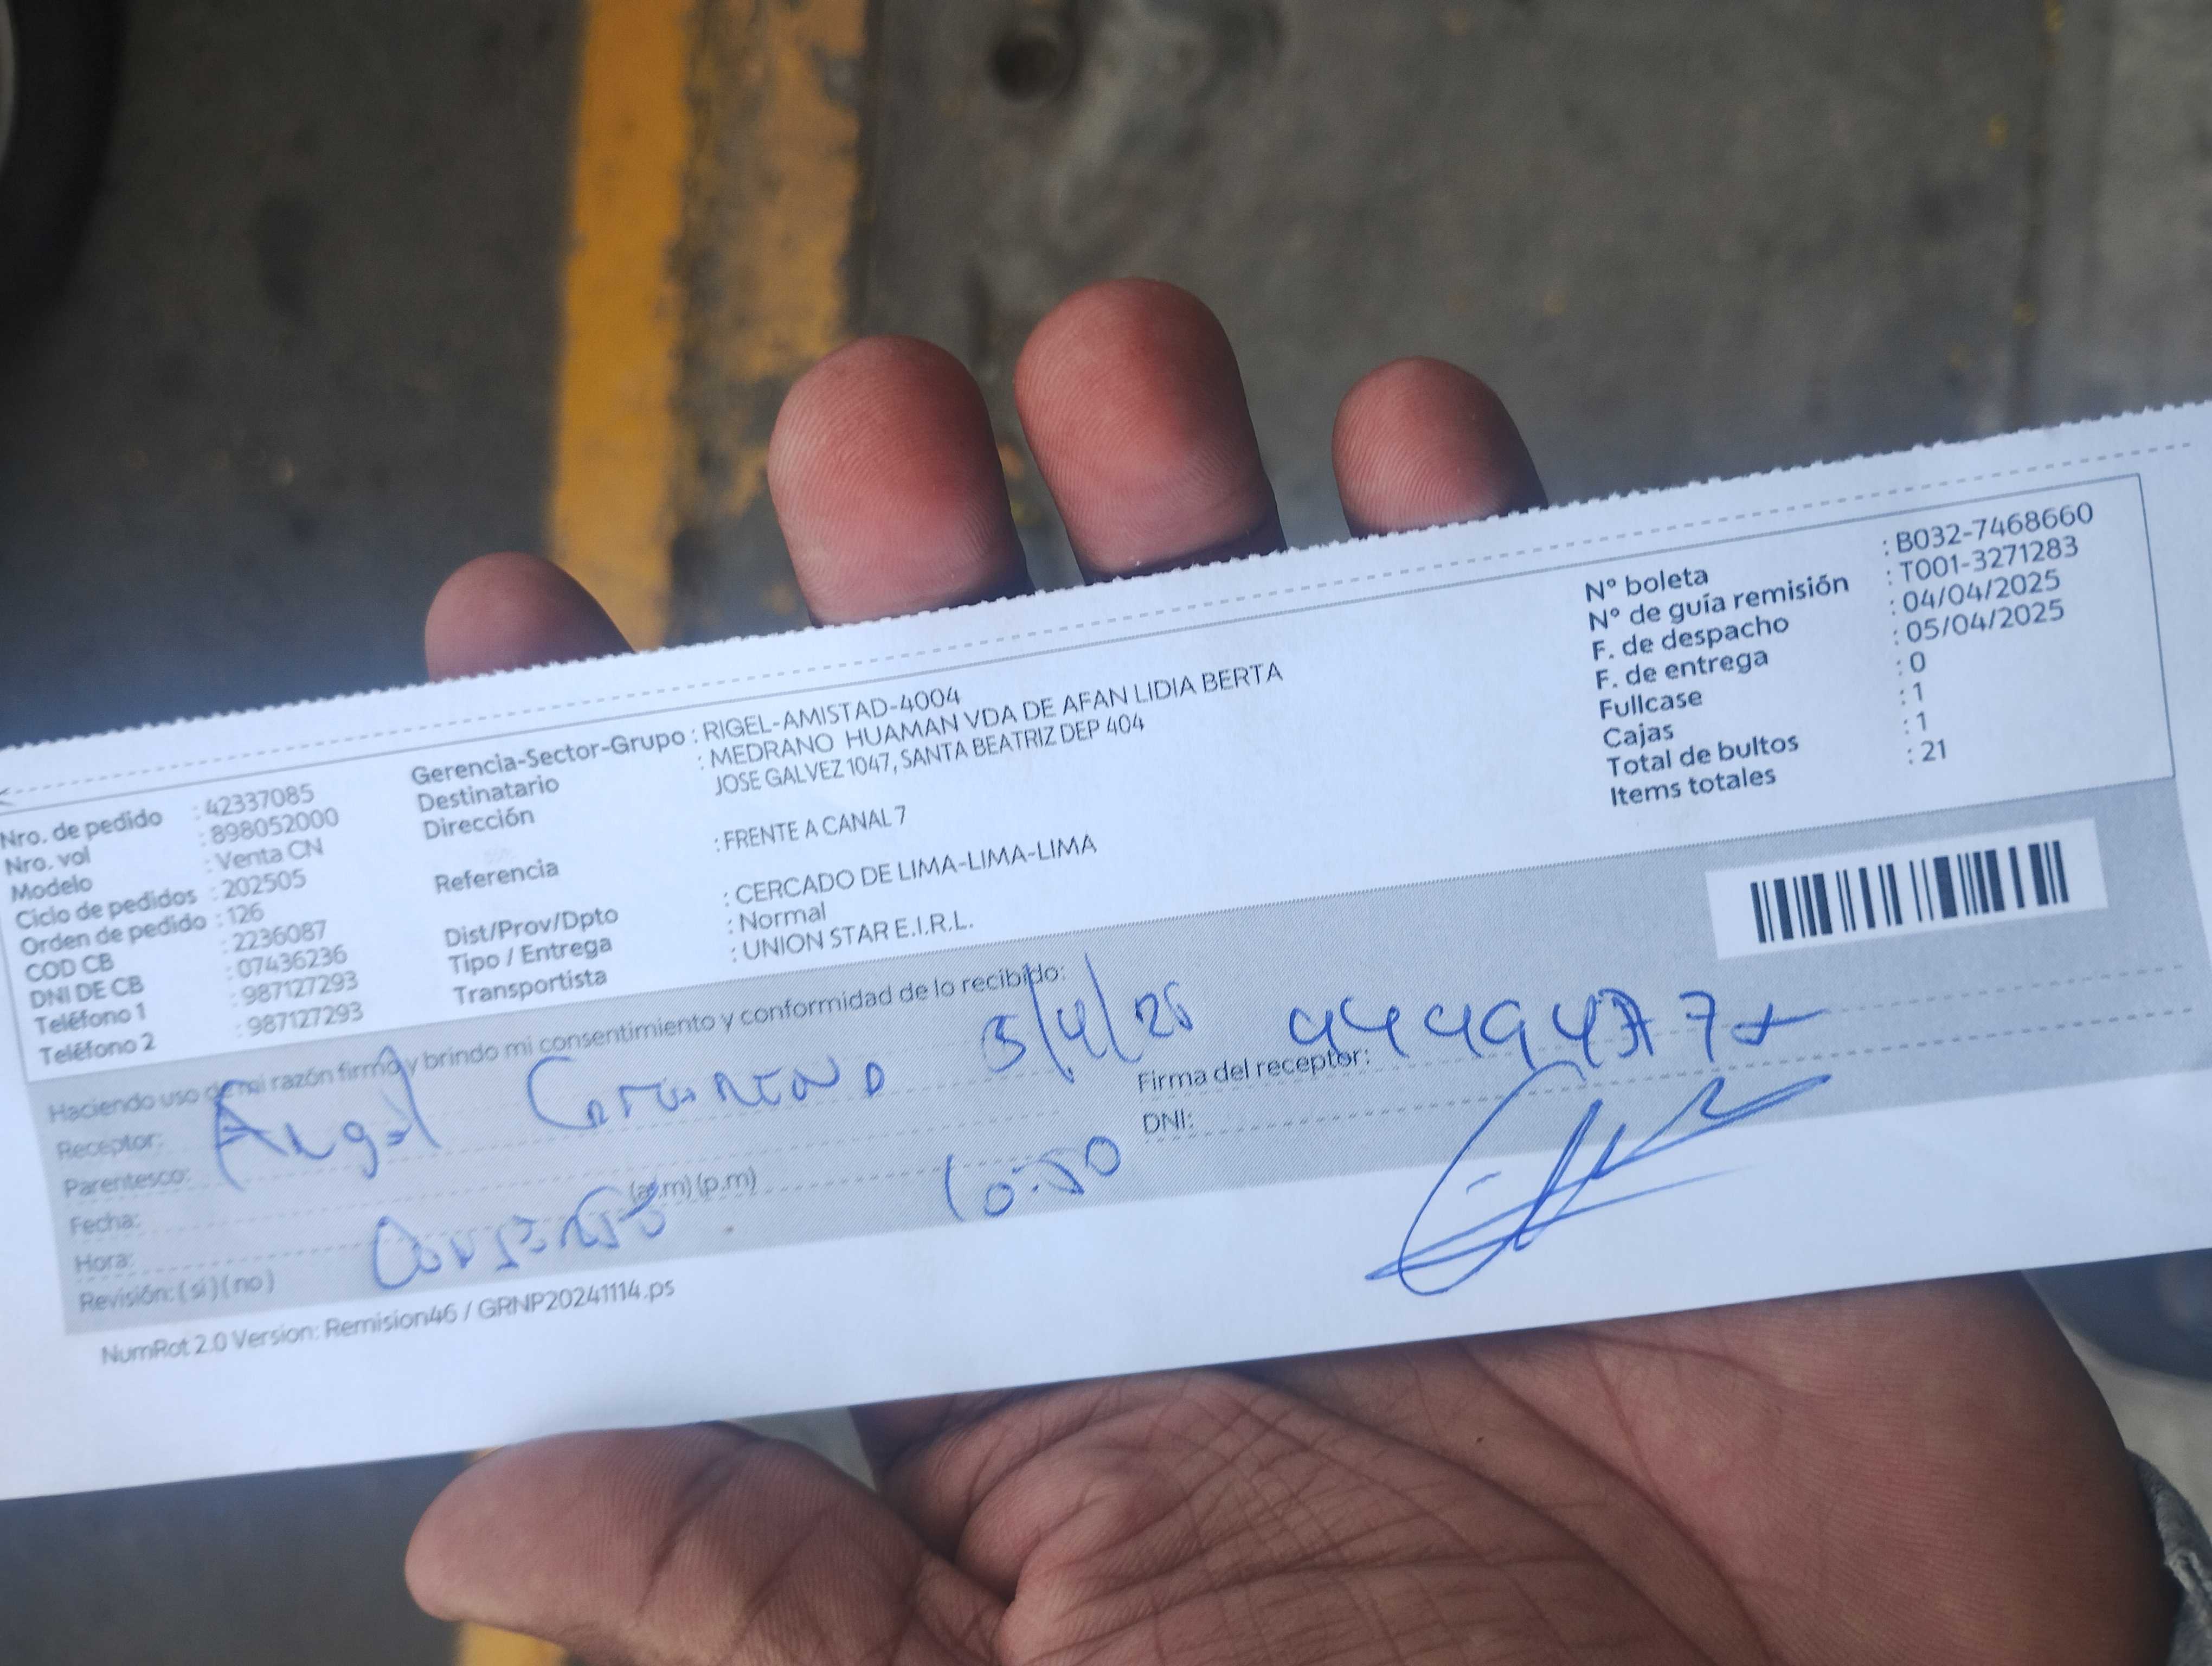 Nro. de pedido : 42337085
Nro. vol : 898052000
Modelo : Venta CN
Ciclo de pedidos : 202505
Orden de pedido : 126
COD CB : 2236087
DNI DE CB : 07436236
Teléfono 1 : 987127293
Teléfono 2 : 987127293
Gerencia-Sector-Grupo : RIGEL-AMISTAD-4004
Destinatario : MEDRANO HUAMAN VDA DE AFAN LIDIA BERTA
Dirección JOSE GALVEZ 1047, SANTA BEATRIZ DEP 404
Referencia : FRENTE A CANAL 7
Dist/Prov/Dpto : CERCADO DE LIMA-LIMA-LIMA
Tipo / Entrega : Normal
Transportista : UNION STAR E.I.R.L.
N° boleta : B032-7468660
N° de guía remisión : T001-3271283
F. de despacho : 04/04/2025
F. de entrega : 05/04/2025
Fullcase : 0
Cajas : 1
Total de bultos : 1
Items totales : 21
Haciendo uso de mi razón firmo y brindo mi consentimiento y conformidad de lo recibido:
Receptor: Angel 5/4/25
Parentesco:
Fecha:
Hora: (a.m) (p.m) 10:50
Revisión: ( si ) ( no )
Firma del receptor:
DNI:
NumRot 2.0 Version: Remision46 / GRNP20241114.ps